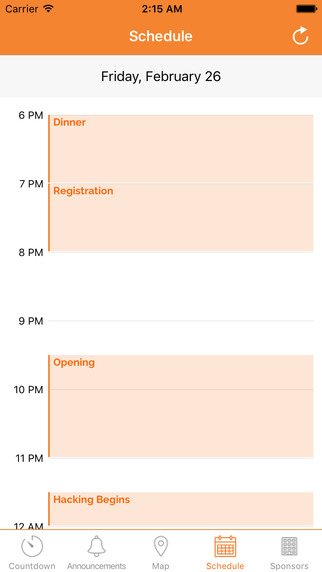 Carrier 2:15 AM
Schedule
Friday, February 26
6 PM
Dinner
7 PM
Registration
8 PM
9 PM
Opening
10 PM
11 PM
Hacking Begins
12 AM
Countdown Announcements Map Schedule Sponsors